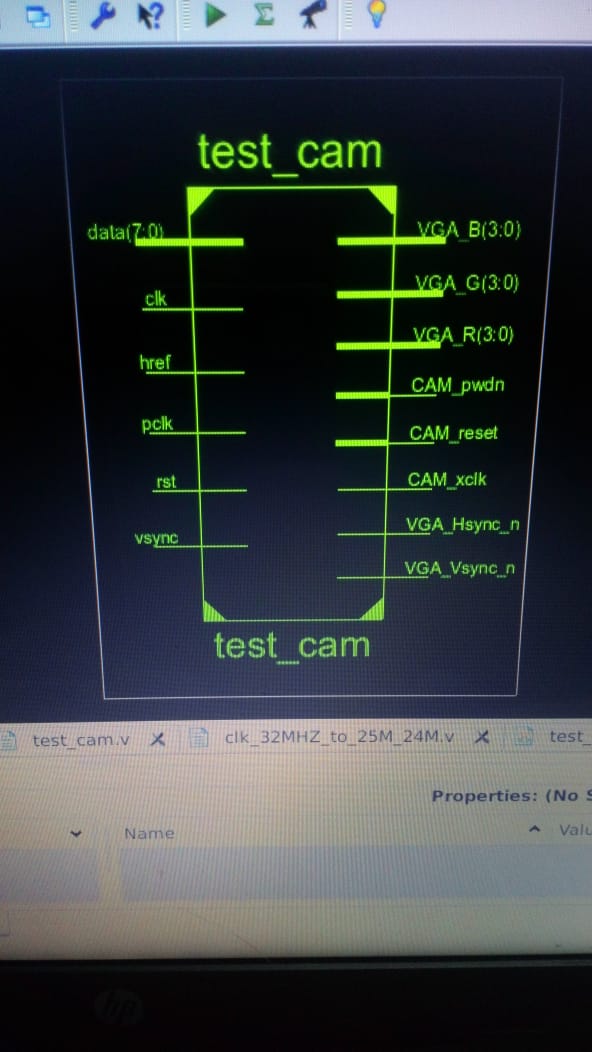 test_cam
data(7:0)
clk
href
pclk
rst
vsync
VGA_B(3:0)
VGA_G(3:0)
VGA_R(3:0)
CAM_pwdn
CAM_reset
CAM_xclk
VGA_Hsync_n
VGA_Vsync_n
test_cam
test_cam.v
clk_32MHZ_to_25M_24M.v
test_
Properties: (No S
Name
Valu
hp